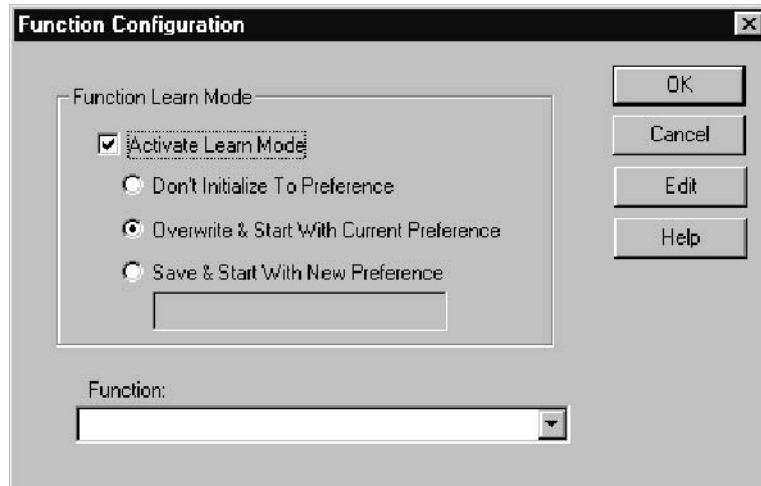 Function Configuration
Function Learn Mode
Activate Learn Mode
Don't Initialize To Preference
Overwrite & Start With Current Preference
Save & Start With New Preference
Function:
OK
Cancel
Edit
Help